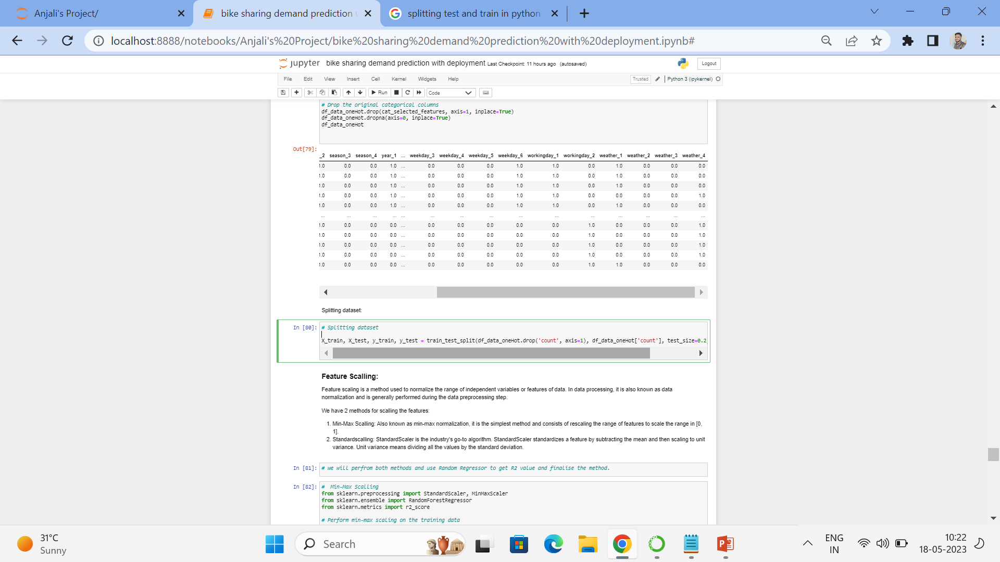 Anjali's Project/
bike sharing demand prediction
splitting test and train in python
localhost:8888/notebooks/Anjali's%20Project/bike%20sharing%20demand%20prediction%20with%20deployment.ipynb#
jupyter bike sharing demand prediction with deployment Last Checkpoint: 11 hours ago (autosaved) Logout
File Edit View Insert Cell Kernel Widgets Help Trusted Python 3 (ipykernel)
Run Code
# Drop the original categorical columns
df_data_oneHot.drop(cat_selected_features, axis=1, inplace=True)
df_data_oneHot.dropna(axis=0, inplace=True)
df_data_oneHot
Out[79]:
_2 season_3 season_4 year_1 ... weekday_3 weekday_4 weekday_5 weekday_6 workingday_1 workingday_2 weather_1 weather_2 weather_3 weather_4
1.0 0.0 0.0 1.0 ... 0.0 0.0 0.0 1.0 1.0 0.0 1.0 0.0 0.0 0.0
1.0 0.0 0.0 1.0 ... 0.0 0.0 0.0 1.0 1.0 0.0 1.0 0.0 0.0 0.0
1.0 0.0 0.0 1.0 ... 0.0 0.0 0.0 1.0 1.0 0.0 1.0 0.0 0.0 0.0
1.0 0.0 0.0 1.0 ... 0.0 0.0 0.0 1.0 1.0 0.0 0.0 0.0 0.0 1.0
1.0 0.0 0.0 1.0 ... 0.0 0.0 0.0 1.0 1.0 0.0 1.0 0.0 0.0 0.0
... ... ... ... ... ... ... ... ... ... ... ... ... ... ...
1.0 0.0 0.0 0.0 ... 0.0 0.0 0.0 0.0 0.0 1.0 0.0 0.0 0.0 1.0
1.0 0.0 0.0 0.0 ... 0.0 0.0 0.0 0.0 0.0 1.0 0.0 0.0 0.0 1.0
1.0 0.0 0.0 0.0 ... 0.0 0.0 0.0 0.0 0.0 1.0 0.0 0.0 0.0 1.0
1.0 0.0 0.0 0.0 ... 0.0 0.0 0.0 0.0 0.0 1.0 0.0 0.0 0.0 1.0
1.0 0.0 0.0 0.0 ... 0.0 0.0 0.0 0.0 0.0 1.0 1.0 0.0 0.0 0.0
Splitting dataset:
In [80]: # Splitting dataset
X_train, X_test, y_train, y_test = train_test_split(df_data_oneHot.drop('count', axis=1), df_data_oneHot['count'], test_size=0.2
Feature Scalling:
Feature scaling is a method used to normalize the range of independent variables or features of data. In data processing, it is also known as data
normalization and is generally performed during the data preprocessing step.
We have 2 methods for scalling the features:
1. Min-Max Scalling: Also known as min-max normalization, it is the simplest method and consists of rescaling the range of features to scale the range in [0,
1].
2. Standardscalling: StandardScaler is the industry's go-to algorithm. StandardScaler standardizes a feature by subtracting the mean and then scaling to unit
variance. Unit variance means dividing all the values by the standard deviation.
In [81]: # we will perfrom both methods and use Random Regressor to get R2 value and finalise the method.
In [82]: # Min-Max Scalling
from sklearn.preprocessing import StandardScaler, MinMaxScaler
from sklearn.ensemble import RandomForestRegressor
from sklearn.metrics import r2_score
# Perform min-max scaling on the training data
31°C
Sunny
Search
ENG
IN
10:22
18-05-2023